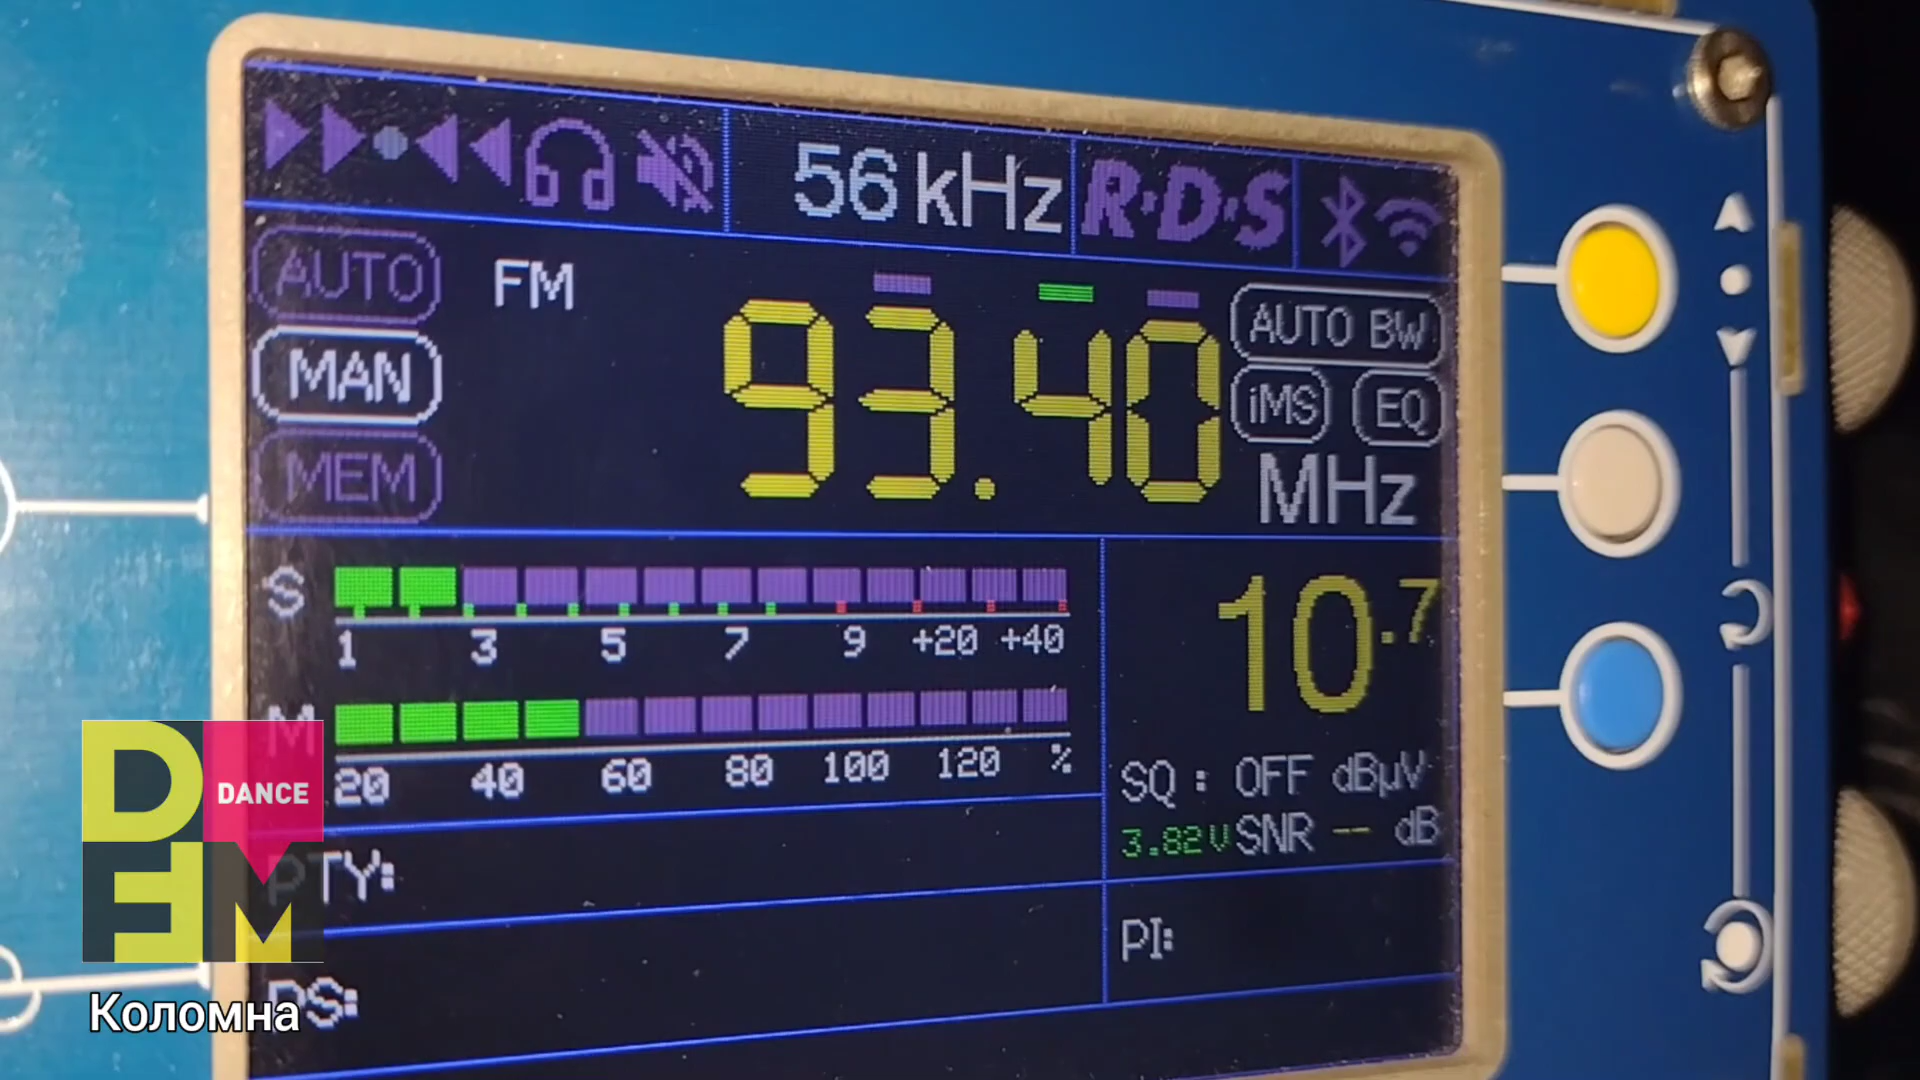 56 kHz R·D·S
AUTO FM
MAN 93.40 AUTO BW
iMS EQ
MEM MHz
S
1 3 5 7 9 +20 +40
10.7
M
20 40 60 80 100 120 %
SQ : OFF dBµV
3.82V SNR -- dB
PTY:
PI:
PS:
D DANCE
FM
Коломна